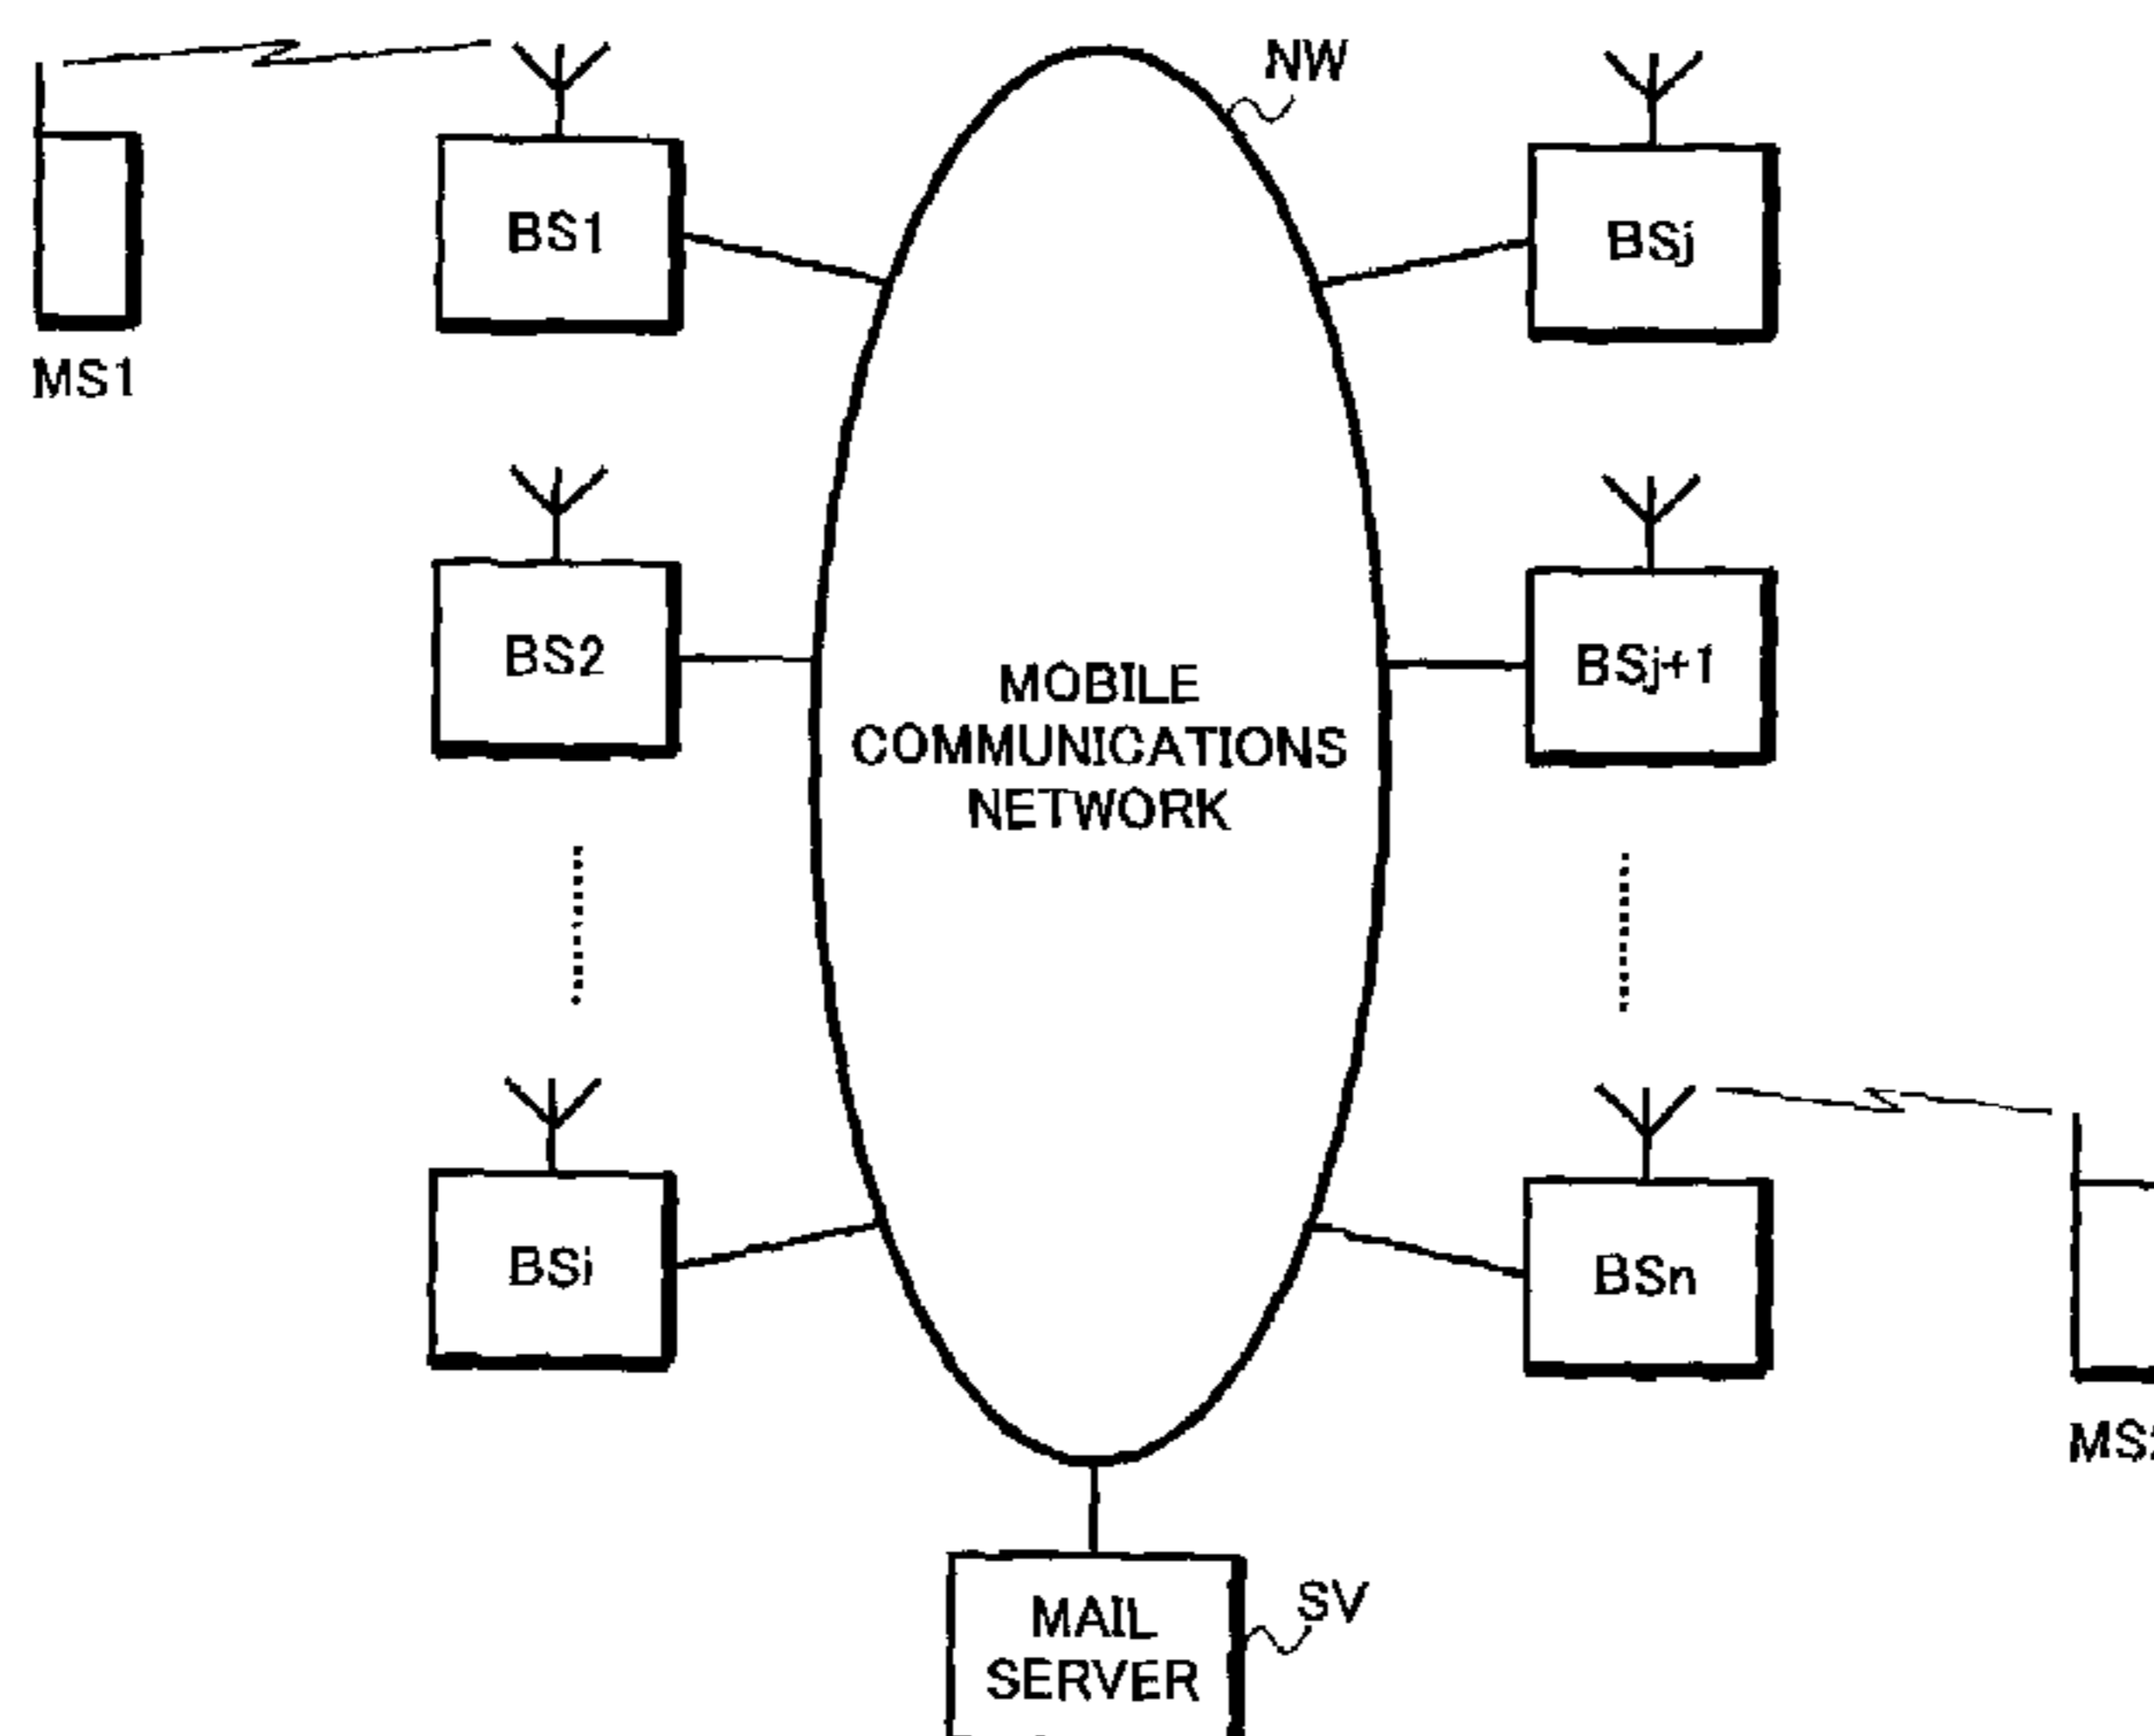 NW
BS1
BSj
MS1
BS2
BSj+1
MOBILE
COMMUNICATIONS
NETWORK
BSi
BSn
MAIL
SERVER
SV